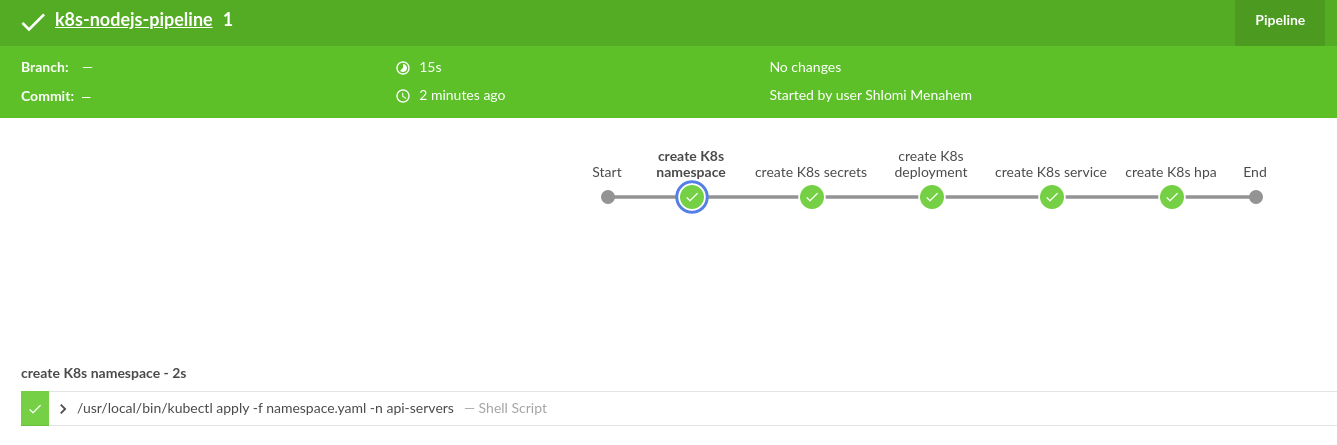 k8s-nodejs-pipeline 1
Pipeline
Branch: —
15s
No changes
Commit: —
2 minutes ago
Started by user Shlomi Menahem
Start
create K8s
namespace
create K8s secrets
create K8s
deployment
create K8s service
create K8s hpa
End
create K8s namespace - 2s
/usr/local/bin/kubectl apply -f namespace.yaml -n api-servers — Shell Script